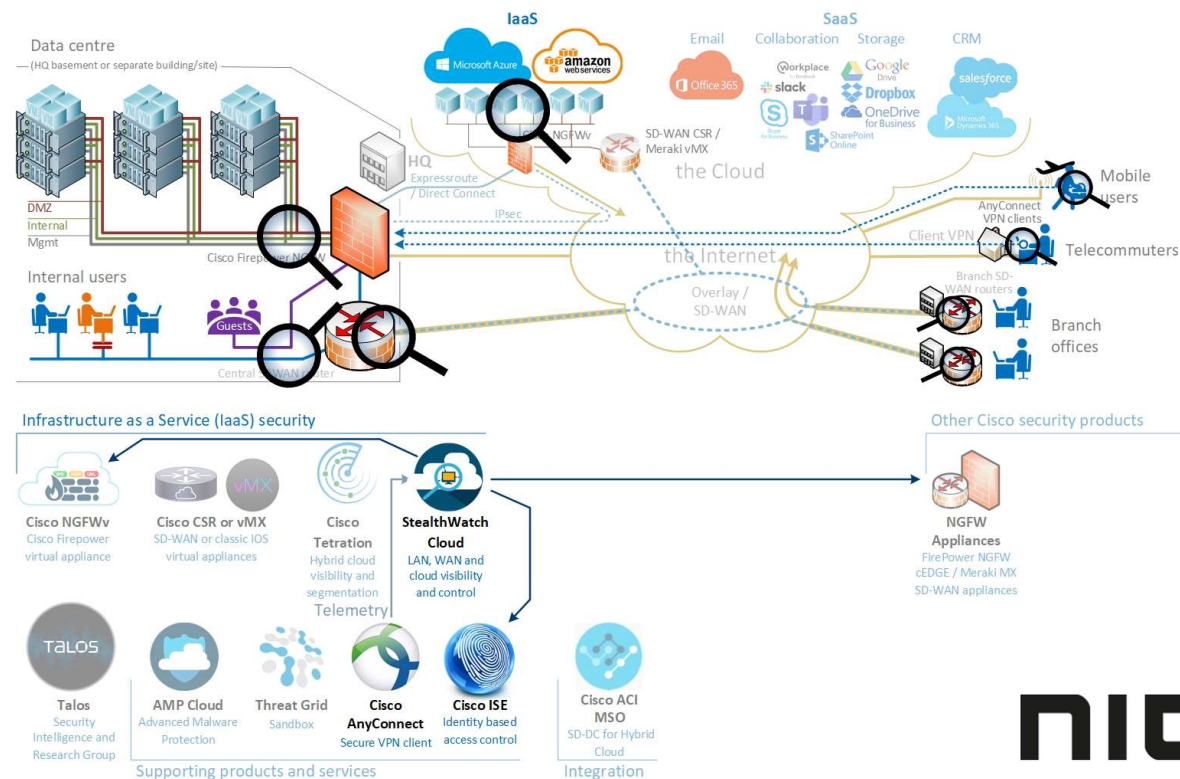 IaaS
SaaS
Data centre
(HQ basement or separate building/site)
Microsoft Azure
amazon
web services
Email
Collaboration
Storage
CRM
Office 365
Workplace
slack
Skype
for Business
SharePoint
Online
Google
Drive
Dropbox
OneDrive
for Business
salesforce
Microsoft
Dynamics 365
NGFWv
SD-WAN CSR /
Meraki vMX
HQ
Expressroute
/ Direct Connect
the Cloud
IPsec
DMZ
Internal
Mgmt
Cisco Firepower NGFW
Mobile
users
AnyConnect
VPN clients
Client VPN
Telecommuters
the Internet
Internal users
Guests
Overlay /
SD-WAN
Branch SD-
WAN routers
Branch
offices
Central SD-WAN router
Infrastructure as a Service (IaaS) security
Other Cisco security products
Cisco NGFWv
Cisco Firepower
virtual appliance
vMX
Cisco CSR or vMX
SD-WAN or classic IOS
virtual appliances
Cisco
Tetration
Hybrid cloud
visibility and
segmentation
StealthWatch
Cloud
LAN, WAN and
cloud visibility
and control
NGFW
Appliances
FirePower NGFW
cEDGE / Meraki MX
SD-WAN appliances
Telemetry
TALOS
Talos
Security
Intelligence and
Research Group
AMP Cloud
Advanced Malware
Protection
Threat Grid
Sandbox
Cisco
AnyConnect
Secure VPN client
Cisco ISE
Identity based
access control
Cisco ACI
MSO
SD-DC for Hybrid
Cloud
Supporting products and services
Integration